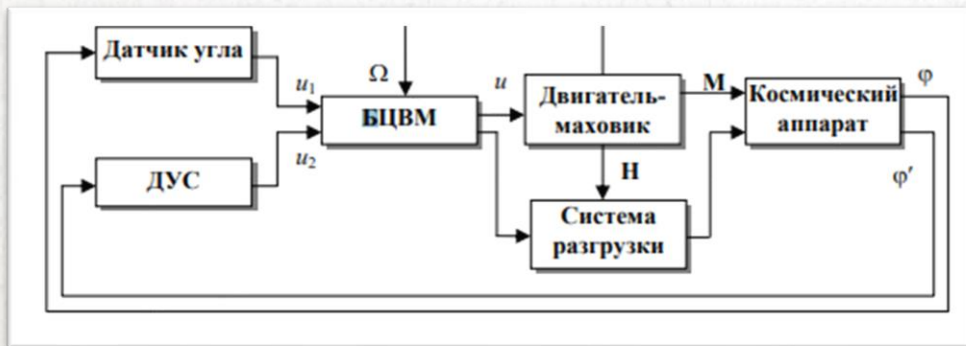 Датчик угла
u₁
Ω
БЦВМ
u
Двигатель-
маховик
М
Космический
аппарат
φ
u₂
ДУС
Н
φ′
Система
разгрузки